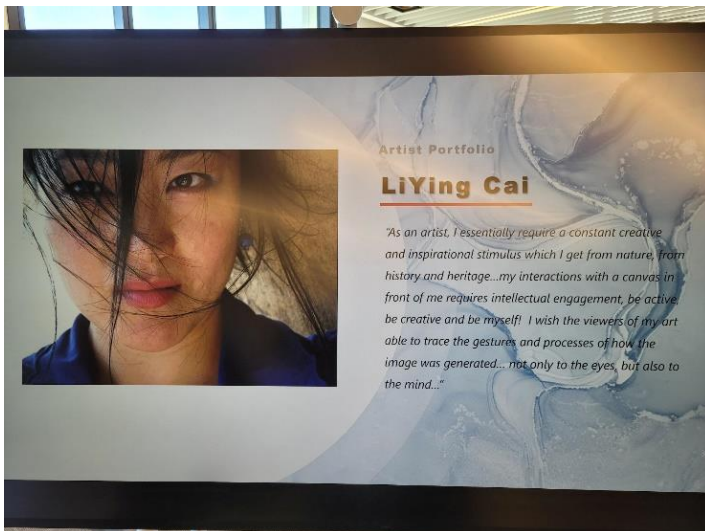 Artist Portfolio
LiYing Cai
"As an artist, I essentially require a constant creative
and inspirational stimulus which I get from nature, from
history and heritage...my interactions with a canvas in
front of me requires intellectual engagement, be active,
be creative and be myself!  I wish the viewers of my art
able to trace the gestures and processes of how the
image was generated... not only to the eyes, but also to
the mind..."